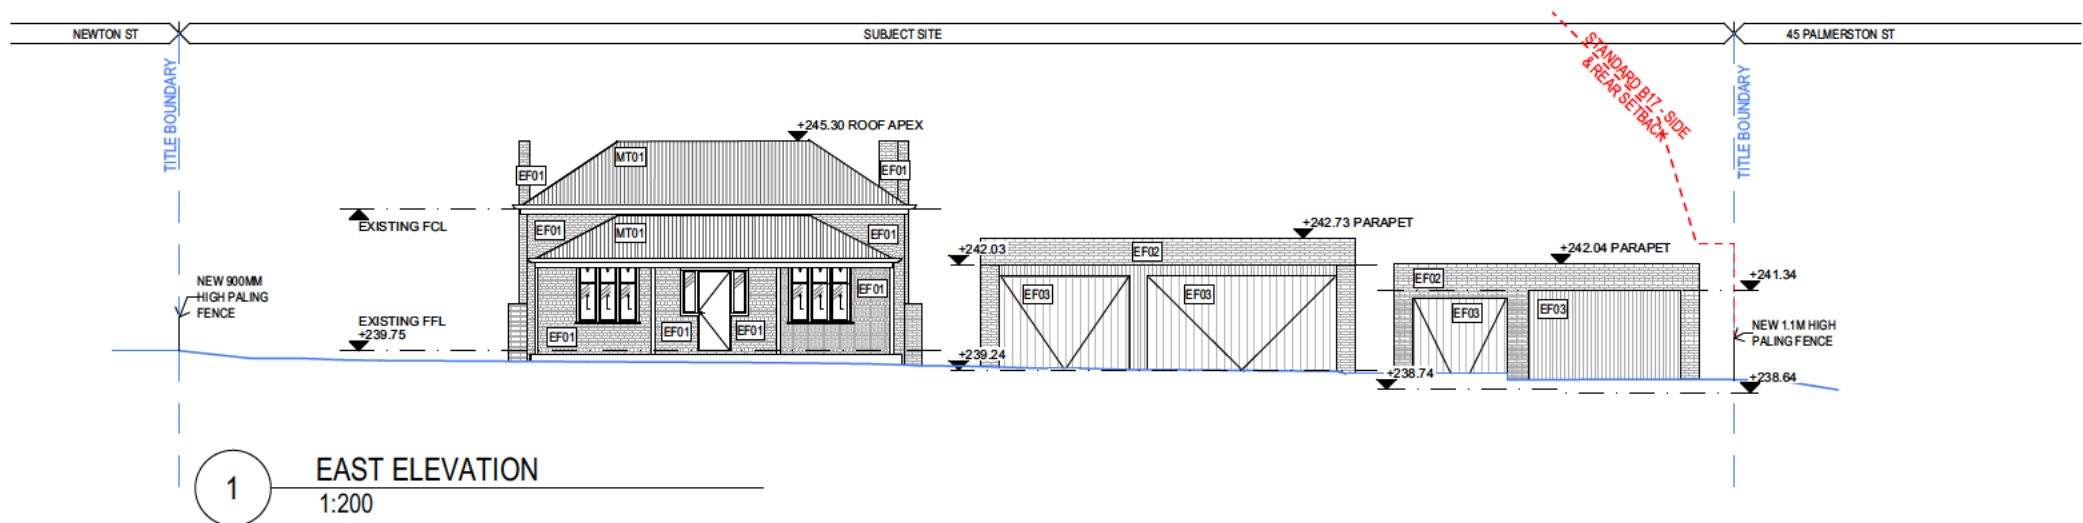 NEWTON ST
SUBJECT SITE
45 PALMERSTON ST
TITLE BOUNDARY
STANDARD B17 - SIDE
& REAR SETBACK
TITLE BOUNDARY
+245.30 ROOF APEX
MT01
EF01
EF01
EXISTING FCL
EF01
MT01
EF01
+242.03
+242.73 PARAPET
EF02
+242.04 PARAPET
EF02
+241.34
NEW 900MM
HIGH PALING
FENCE
EXISTING FFL
+239.75
EF01
EF01
EF01
EF01
EF03
EF03
EF03
EF03
+239.24
+238.74
NEW 1.1M HIGH
PALING FENCE
+238.64
1
EAST ELEVATION
1:200